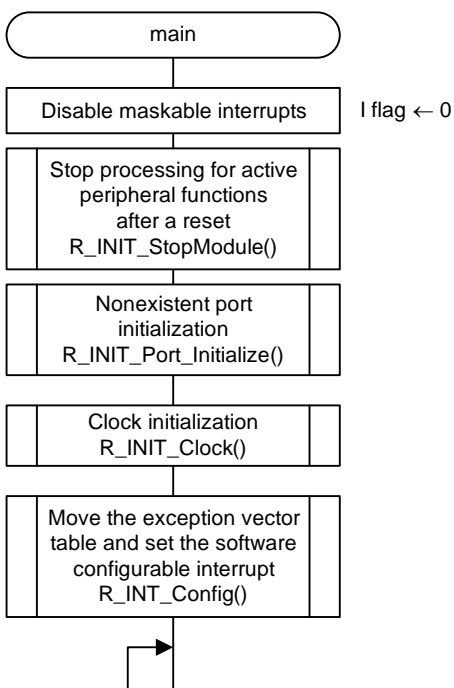 main
Disable maskable interrupts
I flag ← 0
Stop processing for active
peripheral functions
after a reset
R_INIT_StopModule()
Nonexistent port
initialization
R_INIT_Port_Initialize()
Clock initialization
R_INIT_Clock()
Move the exception vector
table and set the software
configurable interrupt
R_INT_Config()